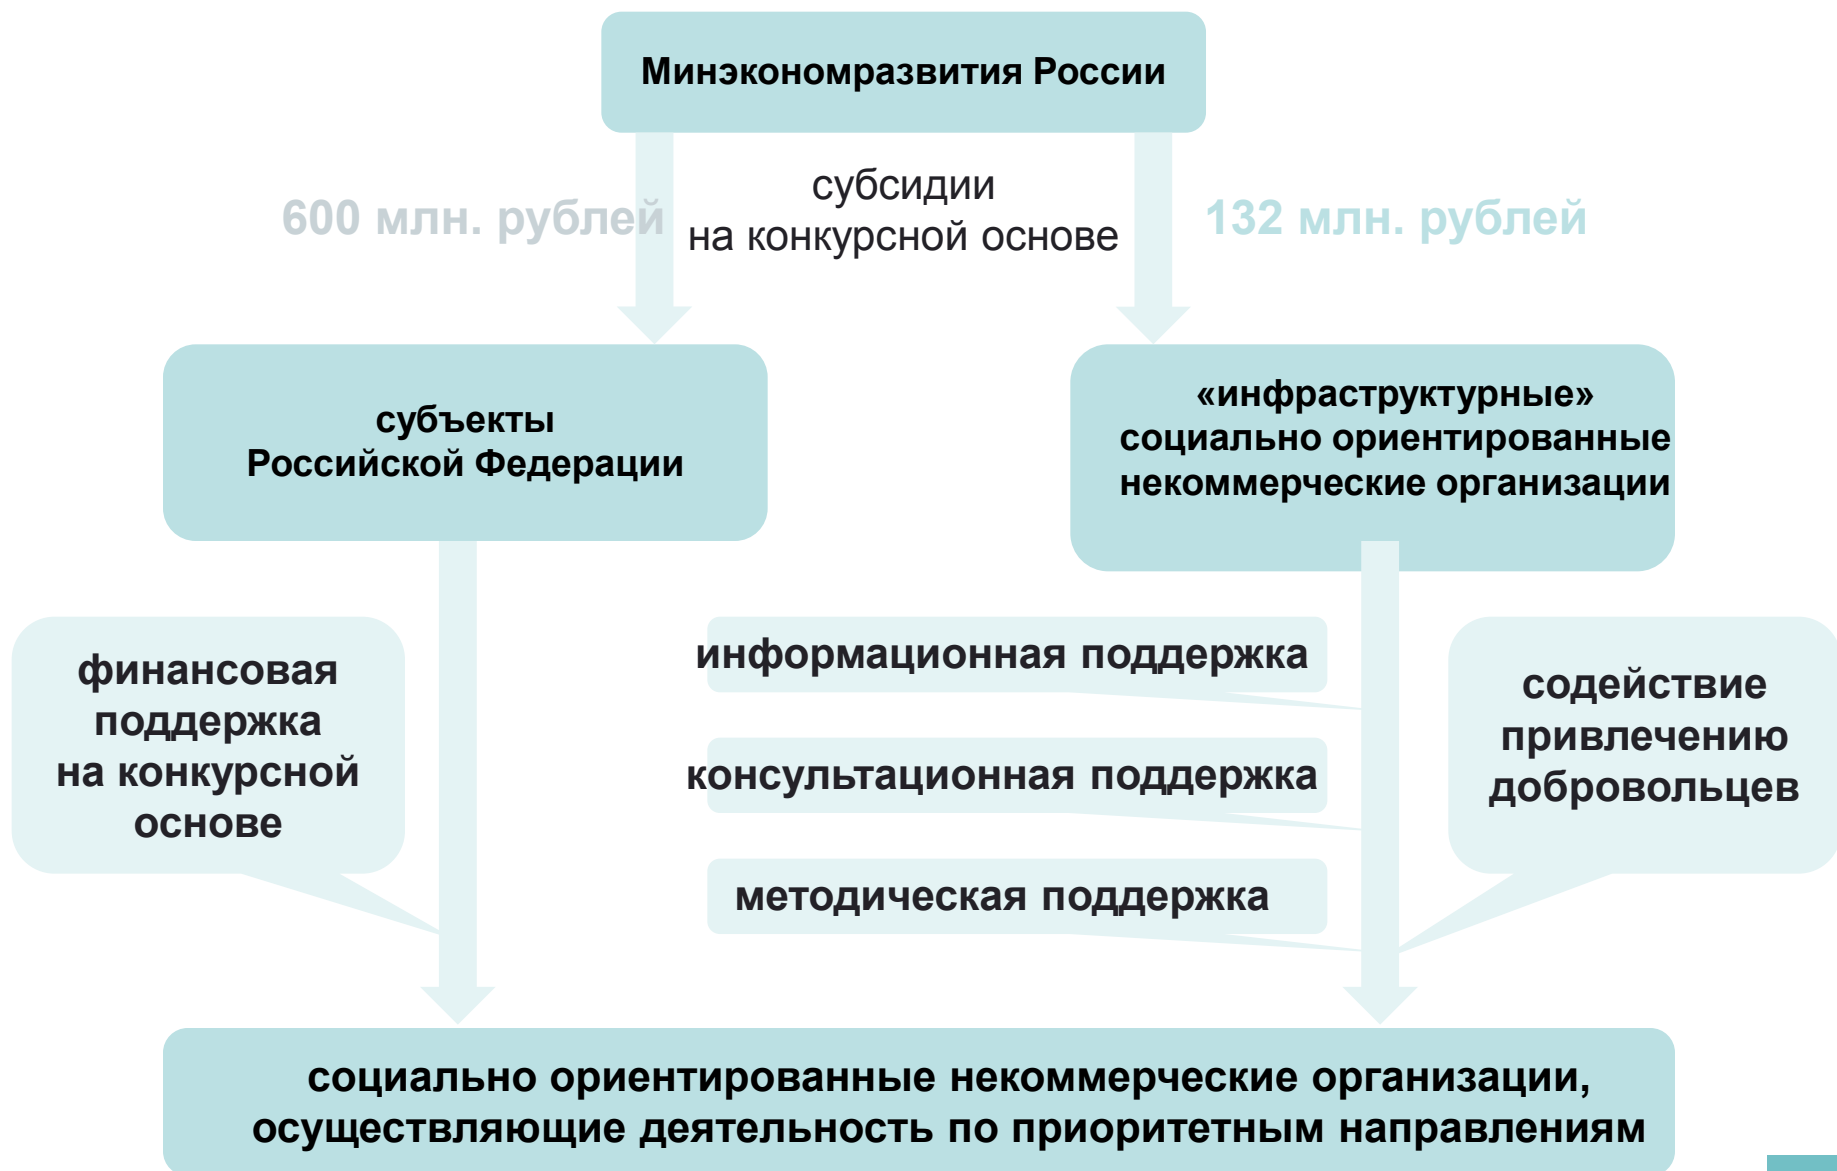 Минэкономразвития России
600 млн. рублей
субсидии
на конкурсной основе
132 млн. рублей
субъекты
Российской Федерации
«инфраструктурные»
социально ориентированные
некоммерческие организации
финансовая
поддержка
на конкурсной
основе
информационная поддержка
консультационная поддержка
методическая поддержка
содействие
привлечению
добровольцев
социально ориентированные некоммерческие организации,
осуществляющие деятельность по приоритетным направлениям